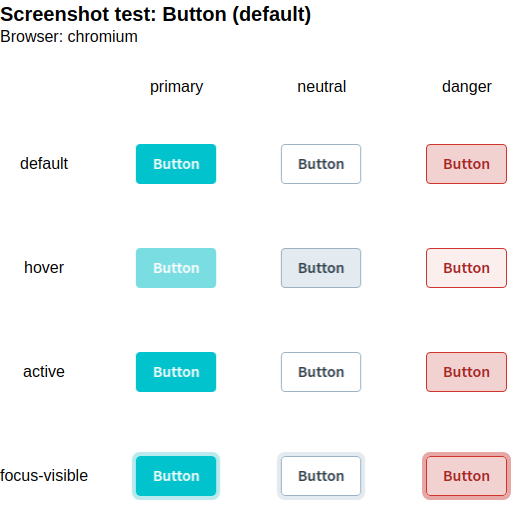 Screenshot test: Button (default)
Browser: chromium
primary neutral danger
default Button Button Button
hover Button Button Button
active Button Button Button
focus-visible Button Button Button